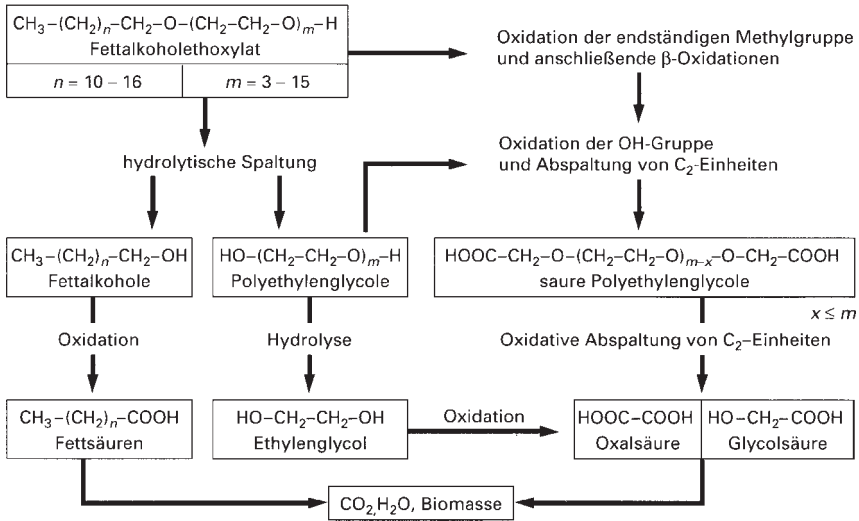 CH₃–(CH₂)ₙ–CH₂–O–(CH₂–CH₂–O)ₘ–H
Fettalkoholethoxylat
n = 10 – 16
m = 3 – 15
Oxidation der endständigen Methylgruppe
und anschließende β-Oxidationen
hydrolytische Spaltung
Oxidation der OH-Gruppe
und Abspaltung von C₂-Einheiten
CH₃–(CH₂)ₙ–CH₂–OH
Fettalkohole
HO–(CH₂–CH₂–O)ₘ–H
Polyethylenglycole
HOOC–CH₂–O–(CH₂–CH₂–O)ₘ₋ₓ–O–CH₂–COOH
saure Polyethylenglycole
x ≤ m
Oxidation
Hydrolyse
Oxidative Abspaltung von C₂–Einheiten
CH₃–(CH₂)ₙ–COOH
Fettsäuren
HO–CH₂–CH₂–OH
Ethylenglycol
Oxidation
HOOC–COOH
Oxalsäure
HO–CH₂–COOH
Glycolsäure
CO₂,H₂O, Biomasse